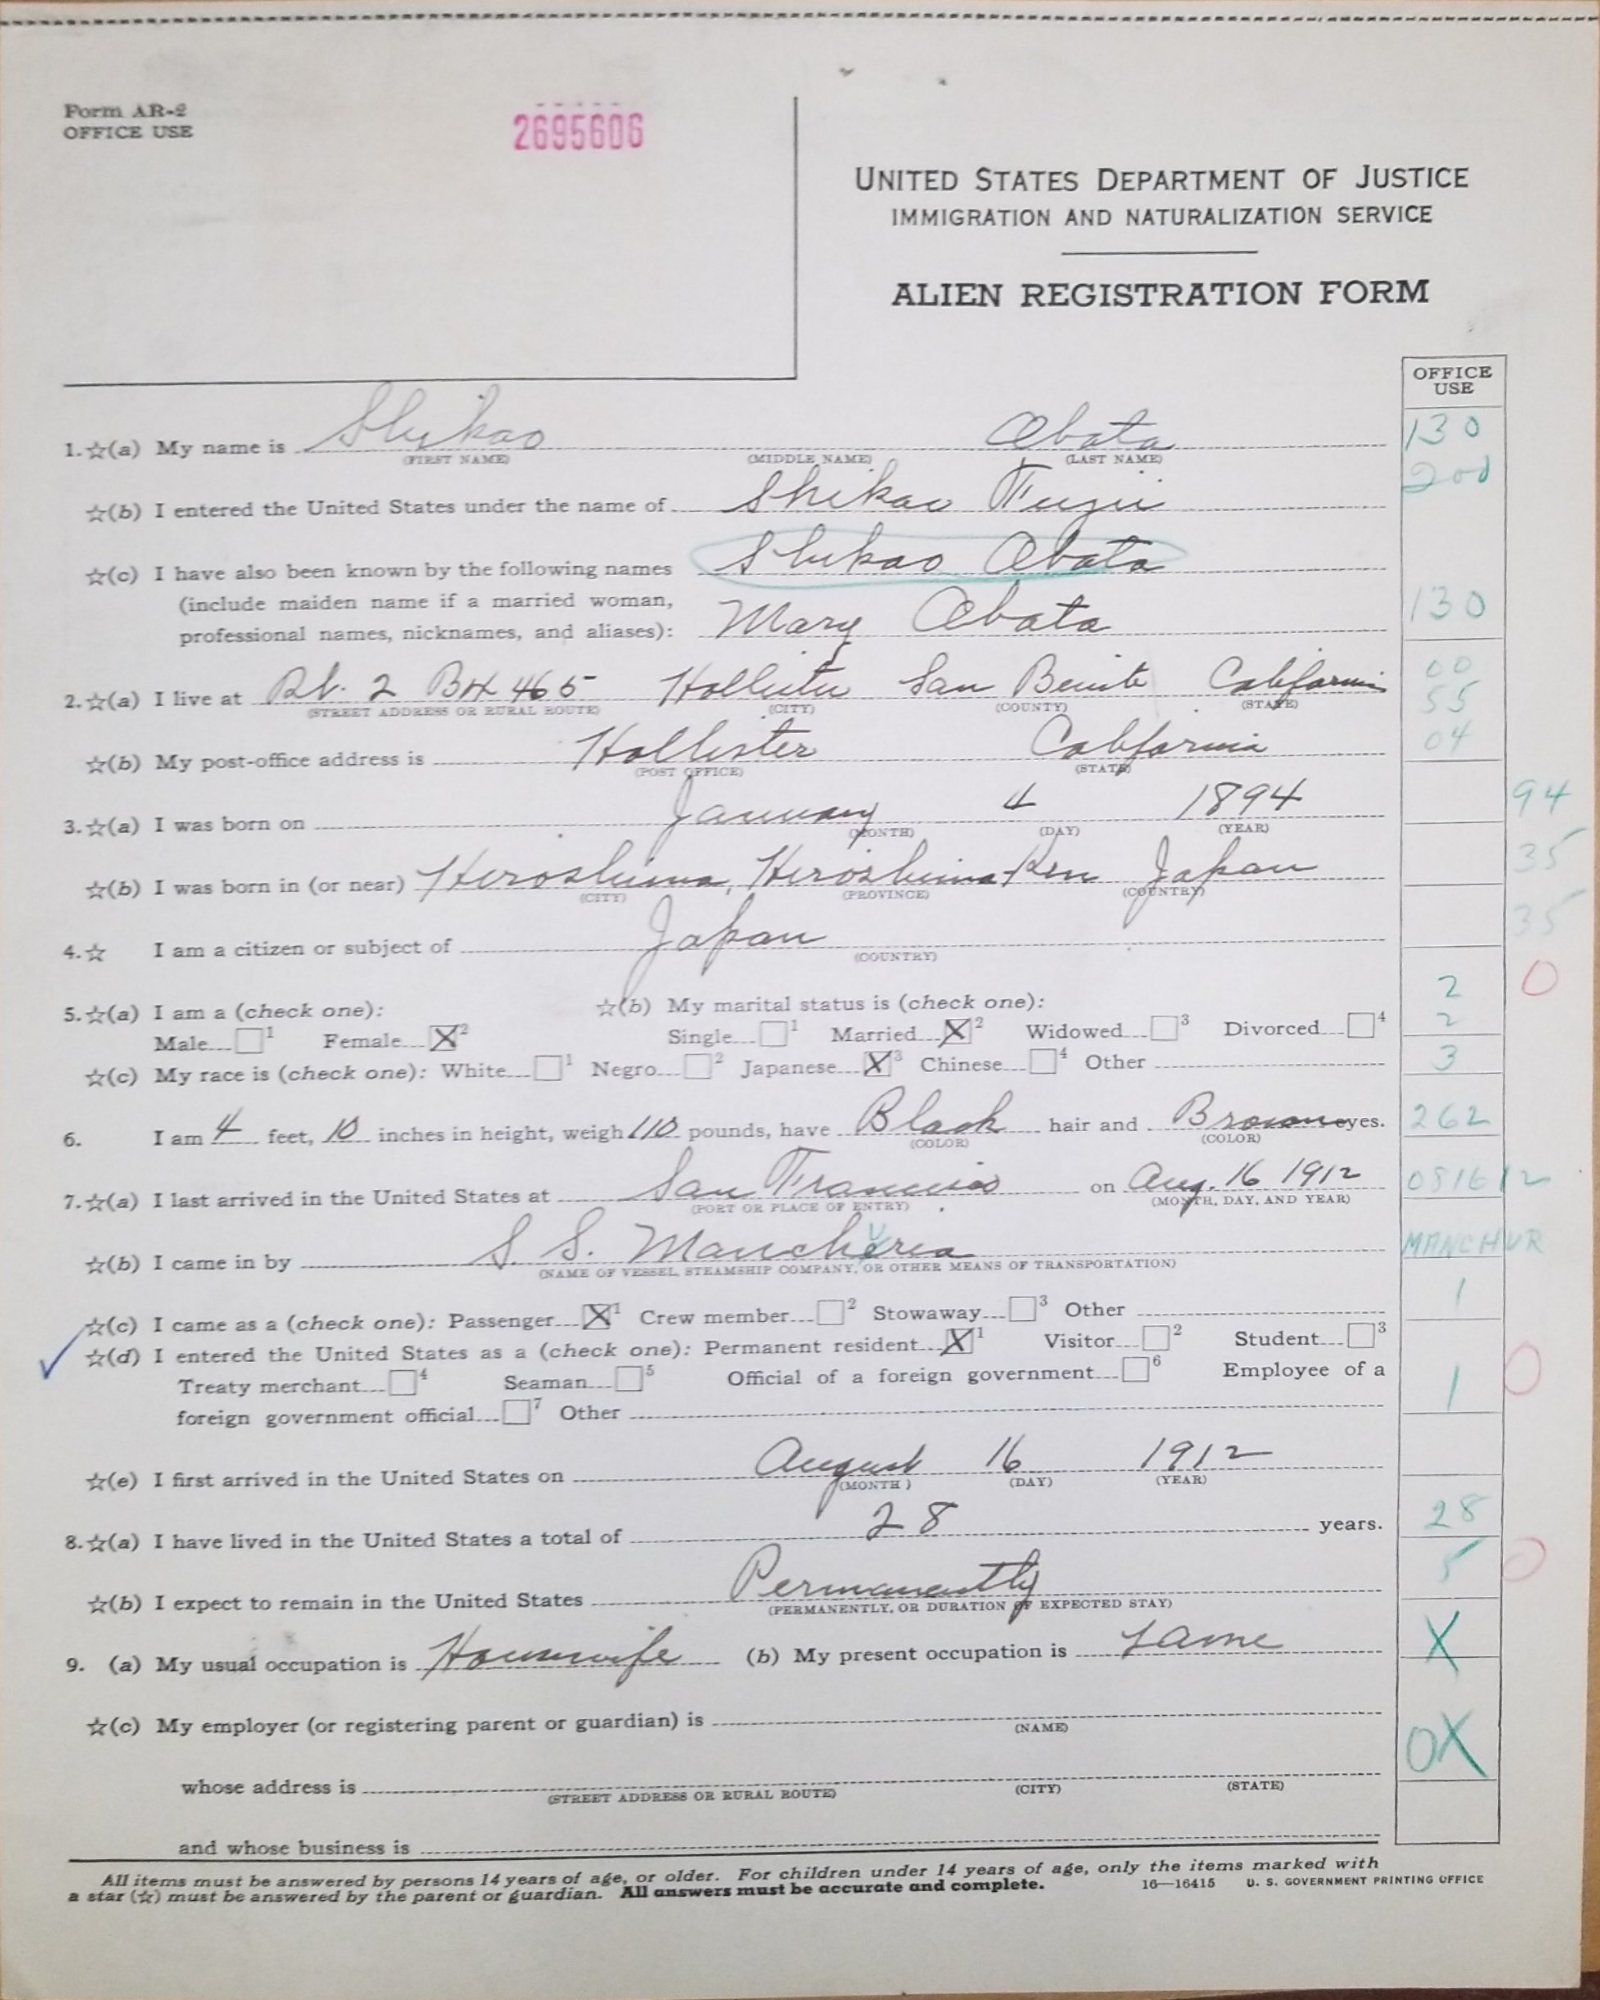 Form AR-2
OFFICE USE
2695606
UNITED STATES DEPARTMENT OF JUSTICE
IMMIGRATION AND NATURALIZATION SERVICE
ALIEN REGISTRATION FORM
OFFICE USE
1. ☆(a) My name is Shikao Obata 130
(FIRST NAME) (MIDDLE NAME) (LAST NAME)
200
☆(b) I entered the United States under the name of Shikao Fugii
☆(c) I have also been known by the following names Shikao Obata
(include maiden name if a married woman,
professional names, nicknames, and aliases): Mary Obata 130
2. ☆(a) I live at Rt. 2 BX 465 Hollister San Benito California 00 55
(STREET ADDRESS OR RURAL ROUTE) (CITY) (COUNTY) (STATE)
☆(b) My post-office address is Hollister California 04
(POST OFFICE) (STATE)
3. ☆(a) I was born on January 4 1894 94
(MONTH) (DAY) (YEAR)
☆(b) I was born in (or near) Hiroshima, Hiroshima-Ken Japan 35
(CITY) (PROVINCE) (COUNTRY)
4. ☆ I am a citizen or subject of Japan 35
(COUNTRY)
5. ☆(a) I am a (check one): ☆(b) My marital status is (check one): 2 0
Male 1 Female X 2 Single 1 Married X 2 Widowed 3 Divorced 4 2
☆(c) My race is (check one): White 1 Negro 2 Japanese X 3 Chinese 4 Other 3
6. I am 4 feet, 10 inches in height, weigh 110 pounds, have Black hair and Brown eyes. 262
(COLOR) (COLOR)
7. ☆(a) I last arrived in the United States at San Francisco on Aug. 16 1912 081612
(PORT OR PLACE OF ENTRY) (MONTH, DAY, AND YEAR)
☆(b) I came in by S S. Manchuria MANCHUR
(NAME OF VESSEL, STEAMSHIP COMPANY, OR OTHER MEANS OF TRANSPORTATION)
☆(c) I came as a (check one): Passenger X 1 Crew member 2 Stowaway 3 Other 1
☆(d) I entered the United States as a (check one): Permanent resident X 1 Visitor 2 Student 3
Treaty merchant 4 Seaman 5 Official of a foreign government 6 Employee of a 1 0
foreign government official 7 Other
☆(e) I first arrived in the United States on August 16 1912
(MONTH) (DAY) (YEAR)
8. ☆(a) I have lived in the United States a total of 28 years. 28
☆(b) I expect to remain in the United States Permanently 5 0
(PERMANENTLY, OR DURATION OF EXPECTED STAY)
9. (a) My usual occupation is Housewife (b) My present occupation is same X
☆(c) My employer (or registering parent or guardian) is
(NAME)
0X
whose address is
(STREET ADDRESS OR RURAL ROUTE) (CITY) (STATE)
and whose business is
All items must be answered by persons 14 years of age, or older. For children under 14 years of age, only the items marked with
a star (☆) must be answered by the parent or guardian. All answers must be accurate and complete. 16—16415 U. S. GOVERNMENT PRINTING OFFICE